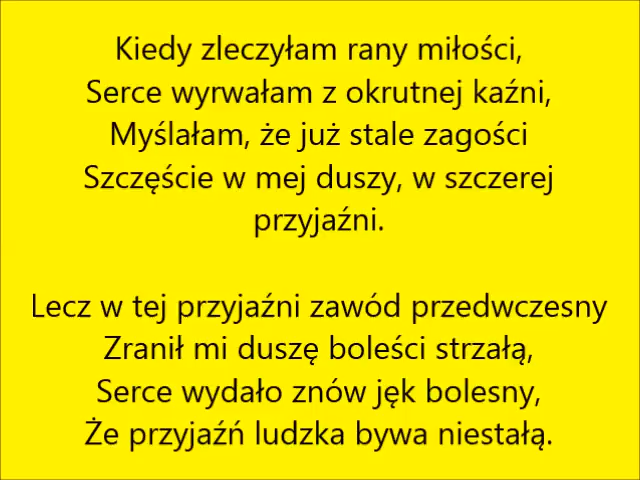 Kiedy zleczyłam rany miłości,
Serce wyrwałam z okrutnej kaźni,
Myślałam, że już stale zagości
Szczęście w mej duszy, w szczerej
przyjaźni.
Lecz w tej przyjaźni zawód przedwczesny
Zranił mi duszę boleści strzałą,
Serce wydało znów jęk bolesny,
Że przyjaźń ludzka bywa niestałą.